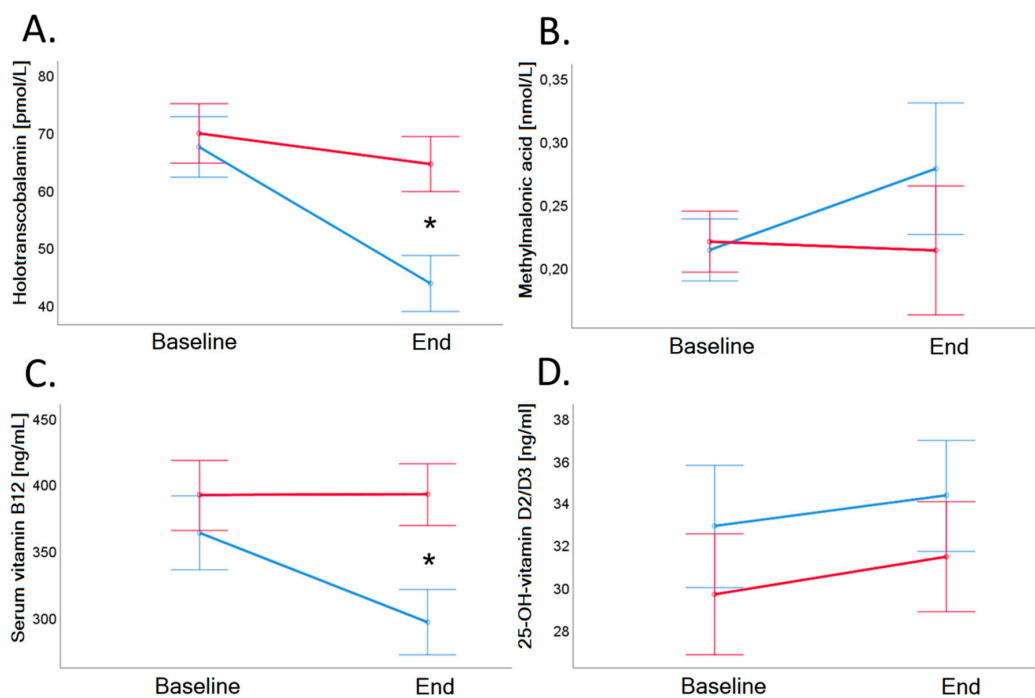 A.
Holotranscobalamin [pmol/L]
80
70
60
50
40
*
Baseline End
B.
Methylmalonic acid [nmol/L]
0,35
0,30
0,25
0,20
Baseline End
C.
Serum vitamin B12 [ng/mL]
450
400
350
300
*
Baseline End
D.
25-OH-vitamin D2/D3 [ng/ml]
38
36
34
32
30
28
Baseline End